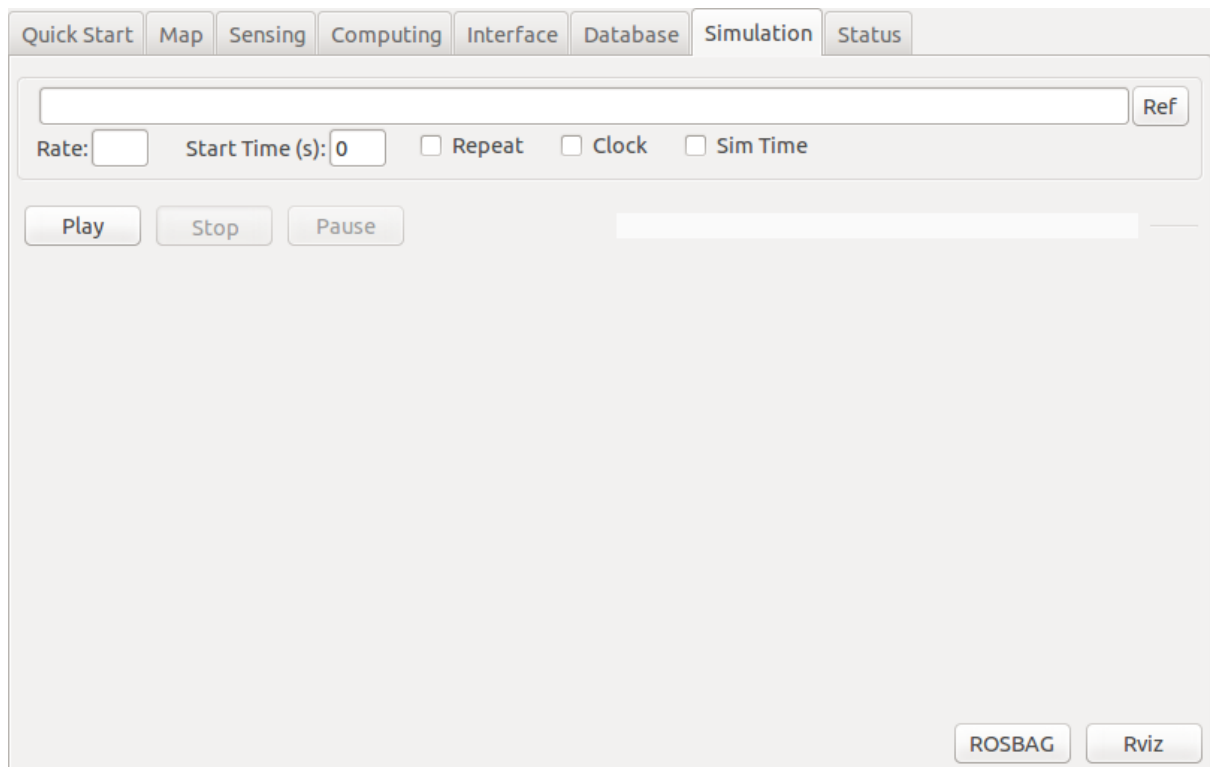 Quick Start Map Sensing Computing Interface Database Simulation Status
Ref
Rate: Start Time (s): 0 Repeat Clock Sim Time
Play Stop Pause
ROSBAG Rviz